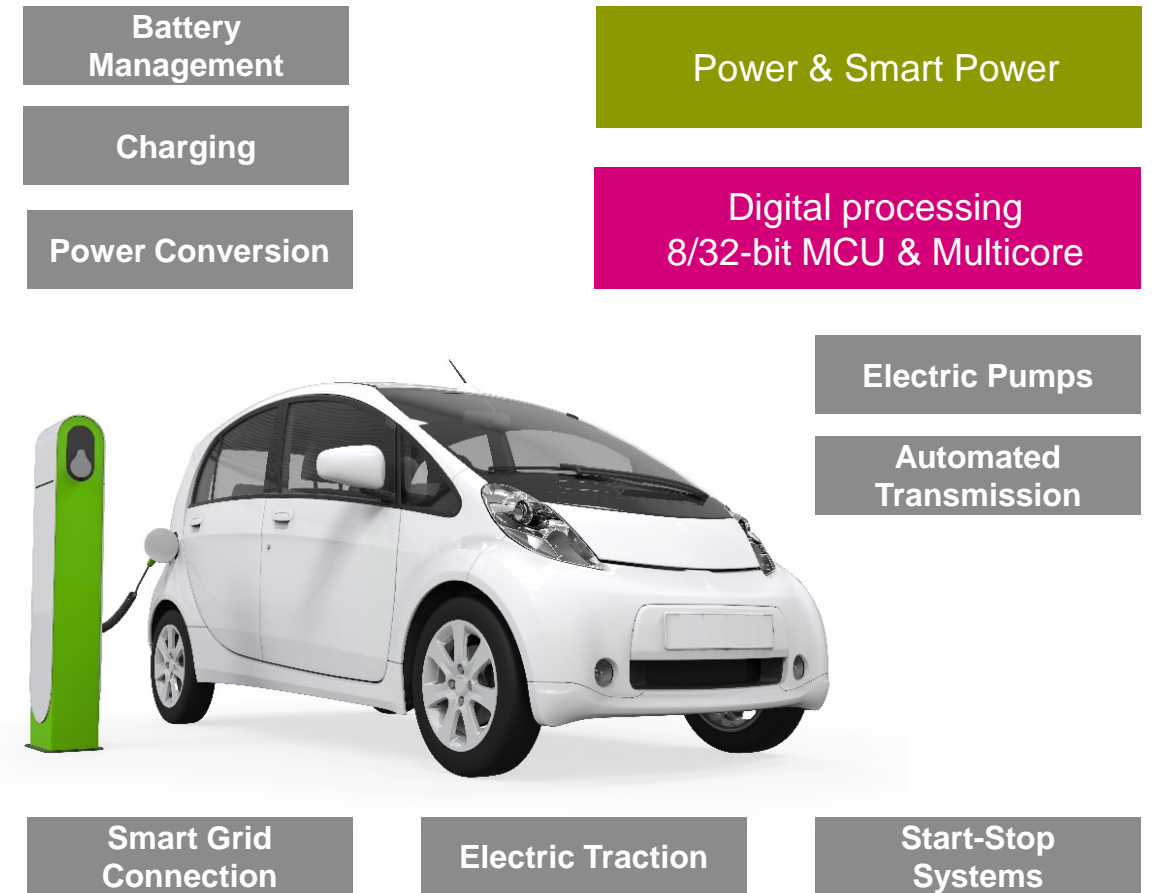 Battery
Management
Power & Smart Power
Charging
Digital processing
8/32-bit MCU & Multicore
Power Conversion
Electric Pumps
Automated
Transmission
Smart Grid
Connection
Electric Traction
Start-Stop
Systems